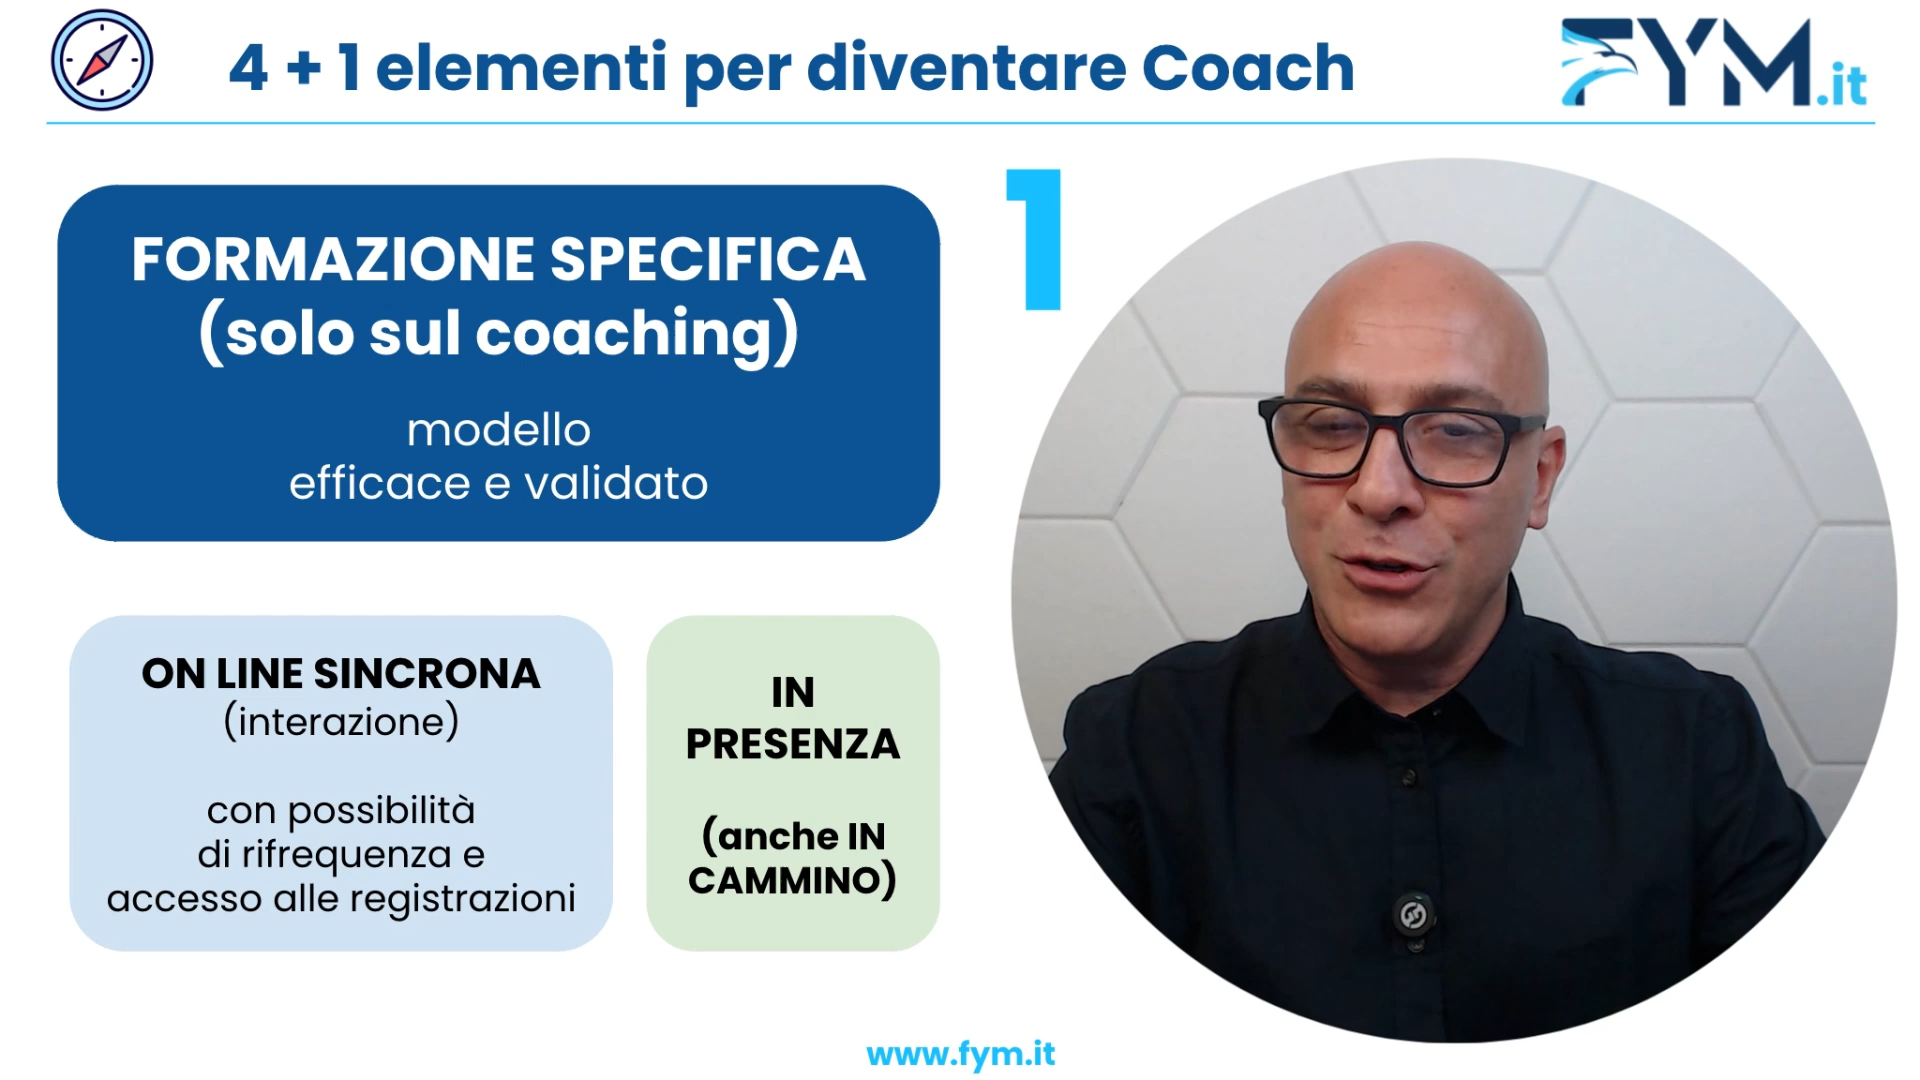 4 + 1 elementi per diventare Coach
FYM.it
FORMAZIONE SPECIFICA
(solo sul coaching)
modello
efficace e validato
1
ON LINE SINCRONA
(interazione)
con possibilità
di rifrequenza e
accesso alle registrazioni
IN
PRESENZA
(anche IN
CAMMINO)
www.fym.it